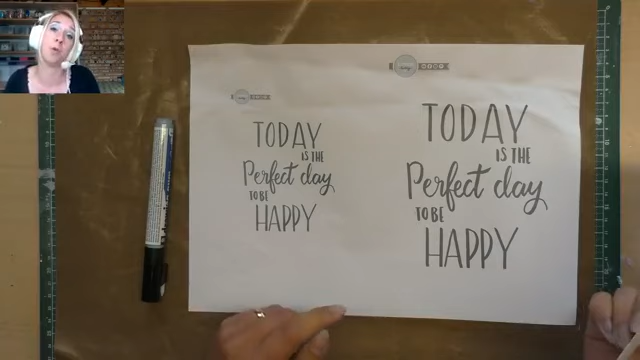 TODAY
IS THE
Perfect day
TO BE
HAPPY
TODAY
IS THE
Perfect day
TO BE
HAPPY